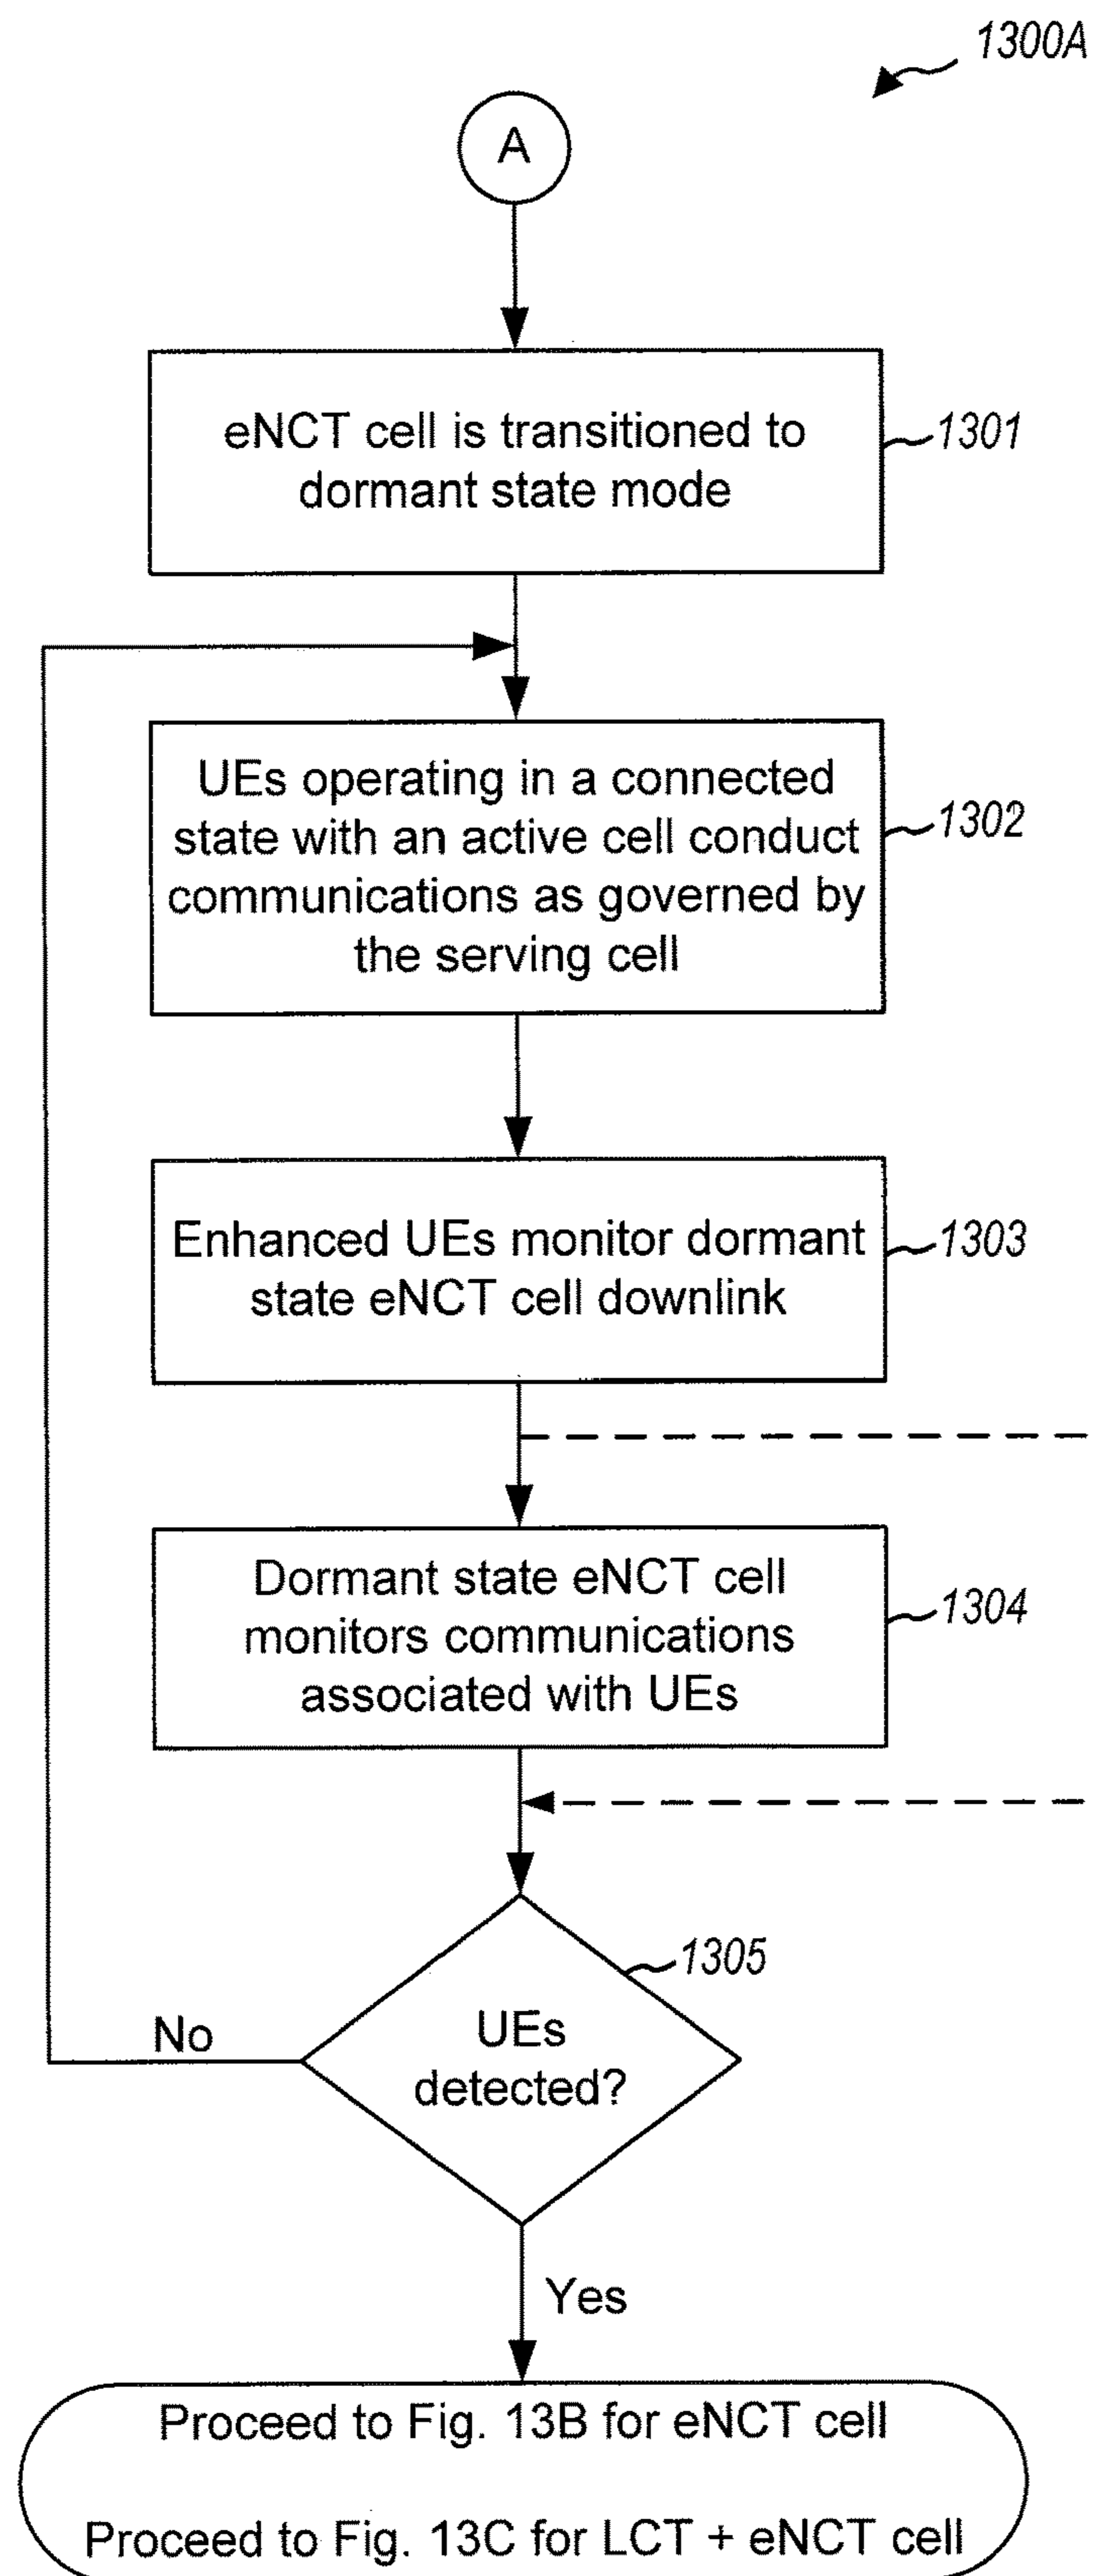 1300A
A
eNCT cell is transitioned to
dormant state mode
1301
UEs operating in a connected
state with an active cell conduct
communications as governed by
the serving cell
1302
Enhanced UEs monitor dormant
state eNCT cell downlink
1303
Dormant state eNCT cell
monitors communications
associated with UEs
1304
1305
UEs
detected?
No
Yes
Proceed to Fig. 13B for eNCT cell
Proceed to Fig. 13C for LCT + eNCT cell